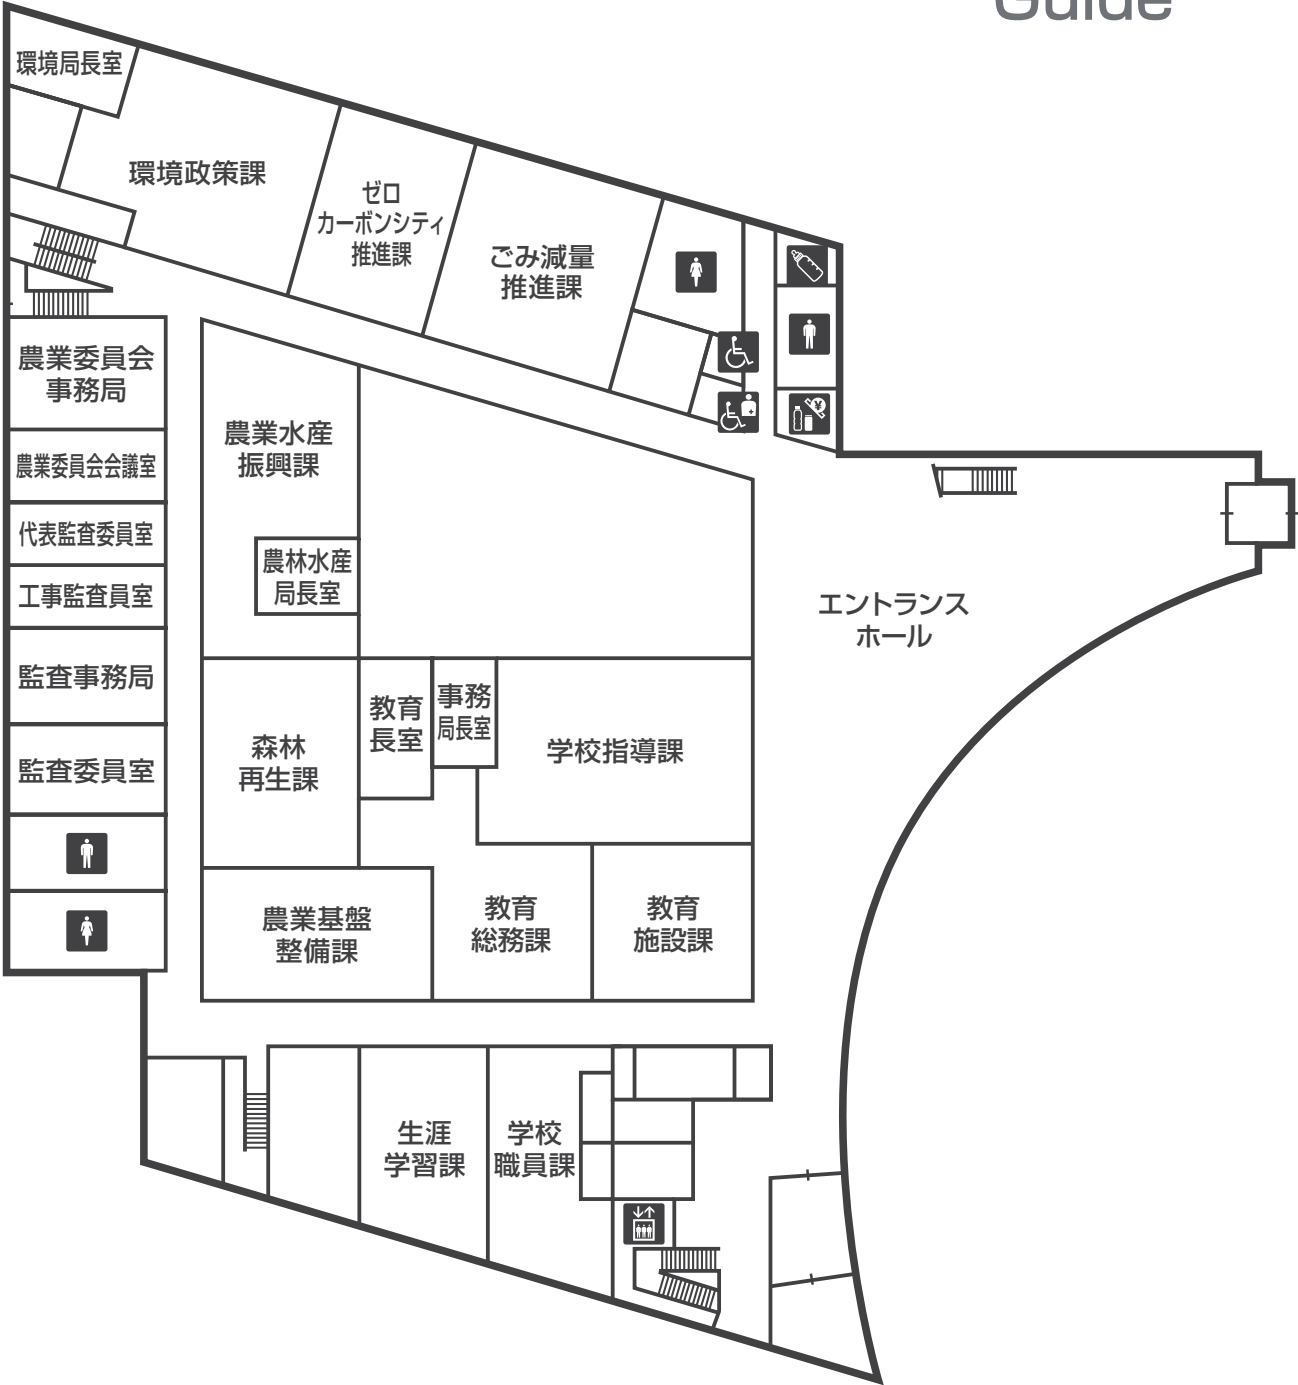 Guide
環境局長室
環境政策課
ゼロ
カーボンシティ
推進課
ごみ減量
推進課
農業委員会
事務局
農業委員会会議室
代表監査委員室
工事監査員室
監査事務局
監査委員室
農業水産
振興課
農林水産
局長室
エントランス
ホール
森林
再生課
教育
長室
事務
局長室
学校指導課
農業基盤
整備課
教育
総務課
教育
施設課
生涯
学習課
学校
職員課